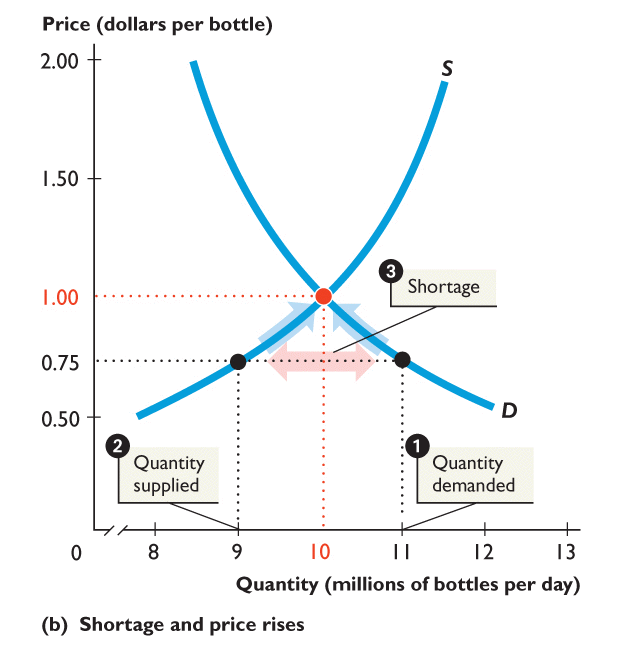 Price (dollars per bottle)
2.00
S
1.50
3
Shortage
1.00
0.75
0.50
D
2
Quantity
supplied
1
Quantity
demanded
0
8
9
10
11
12
13
Quantity (millions of bottles per day)
(b) Shortage and price rises